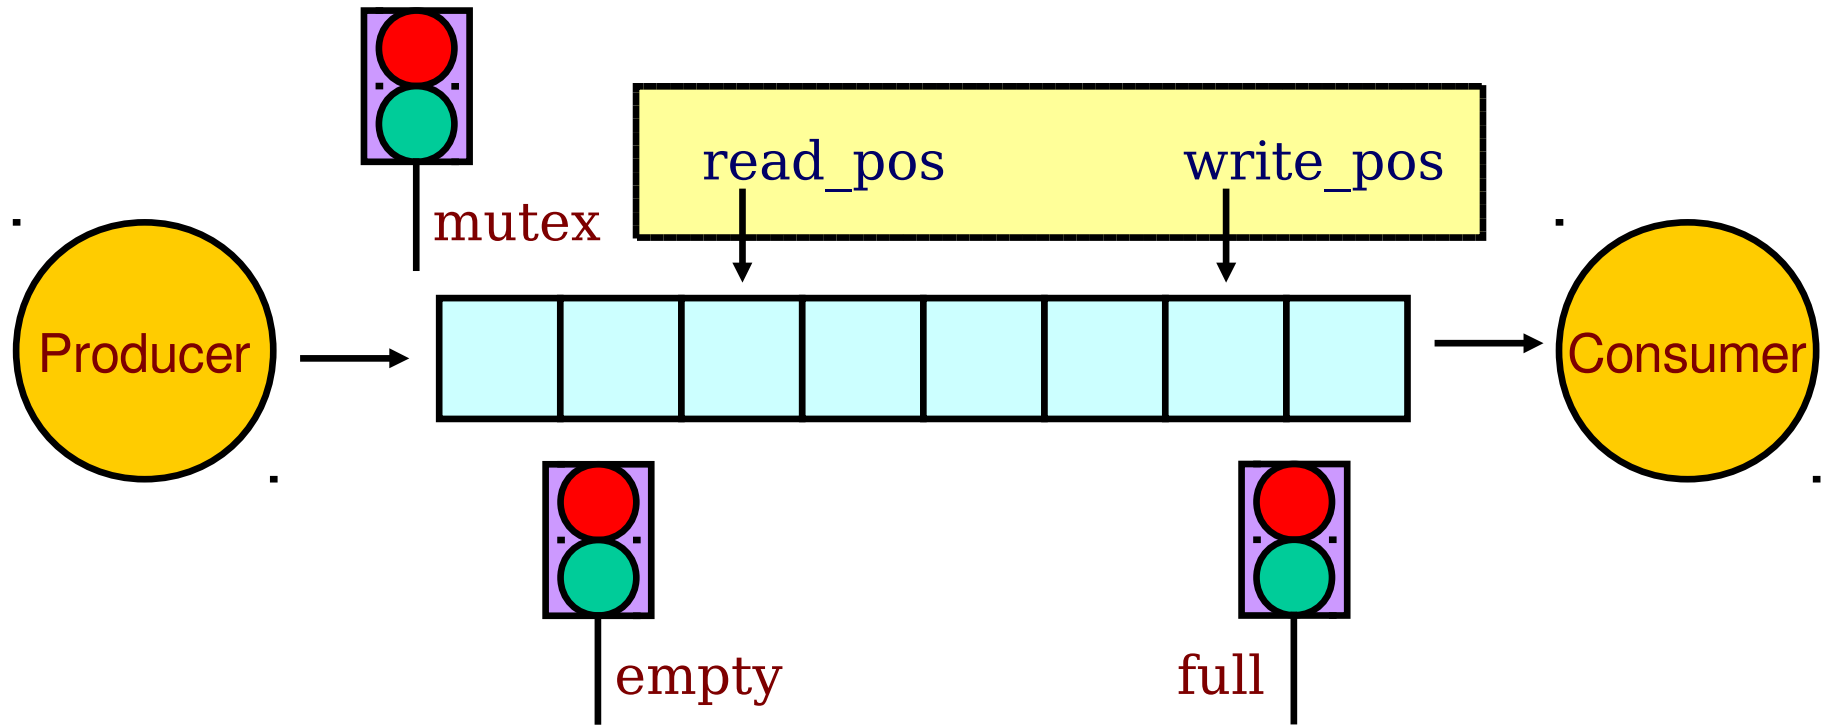 read_pos
write_pos
mutex
Producer
Consumer
empty
full